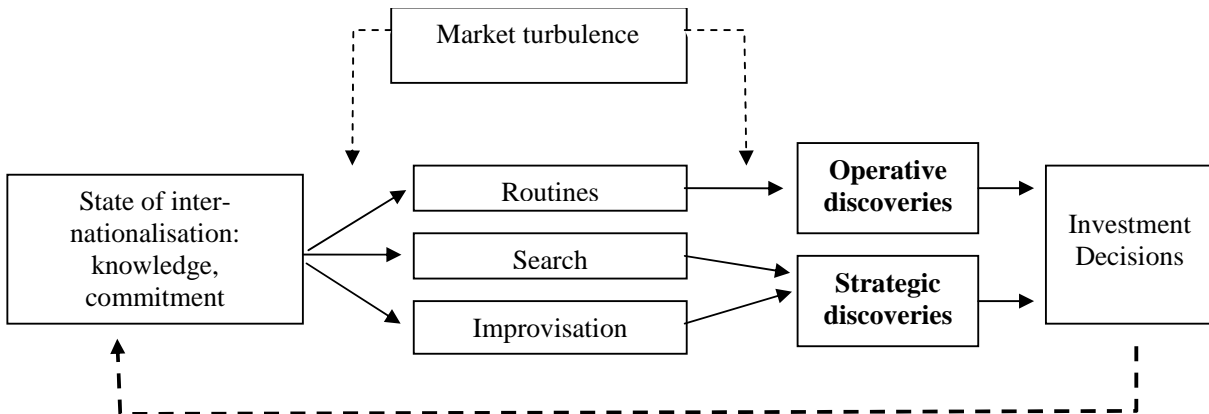 Market turbulence
State of inter-
nationalisation:
knowledge,
commitment
Routines
Search
Improvisation
Operative
discoveries
Strategic
discoveries
Investment
Decisions